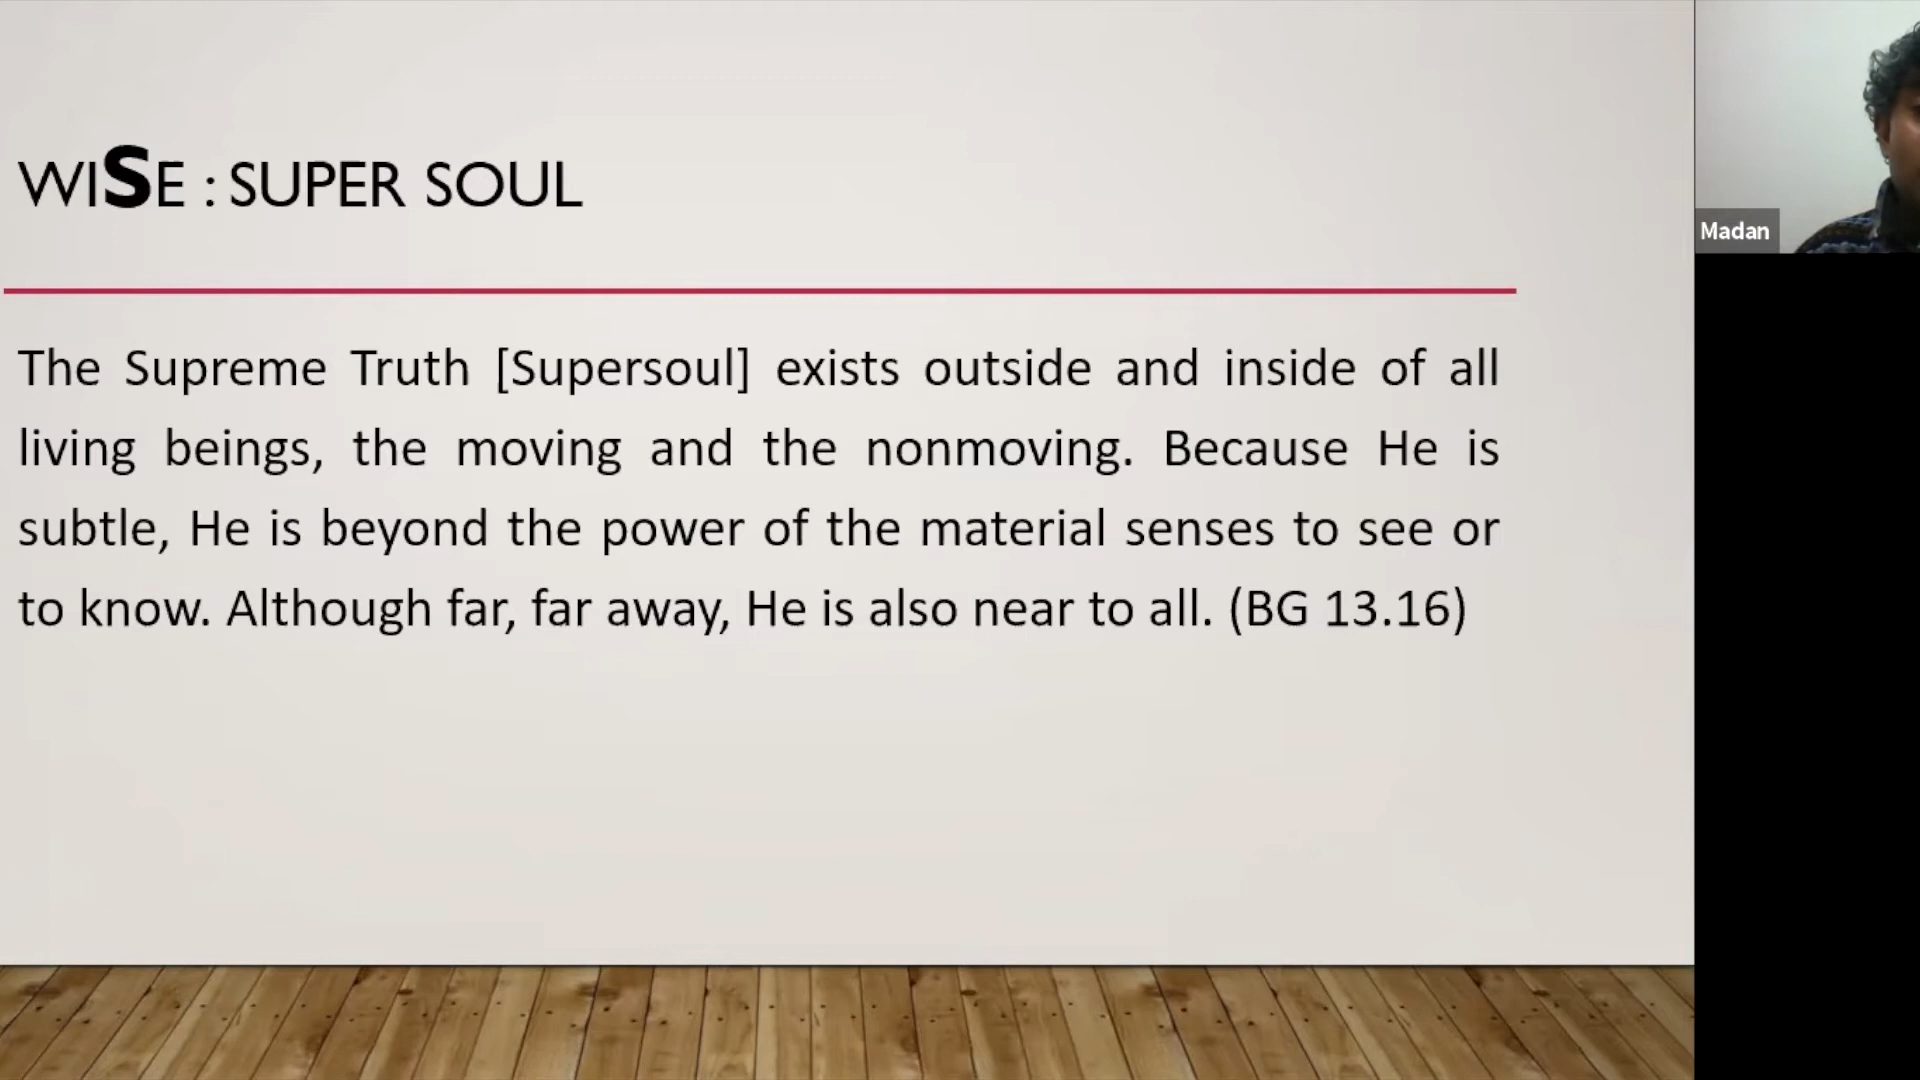 WISE : SUPER SOUL
The Supreme Truth [Supersoul] exists outside and inside of all
living beings, the moving and the nonmoving. Because He is
subtle, He is beyond the power of the material senses to see or
to know. Although far, far away, He is also near to all. (BG 13.16)
Madan